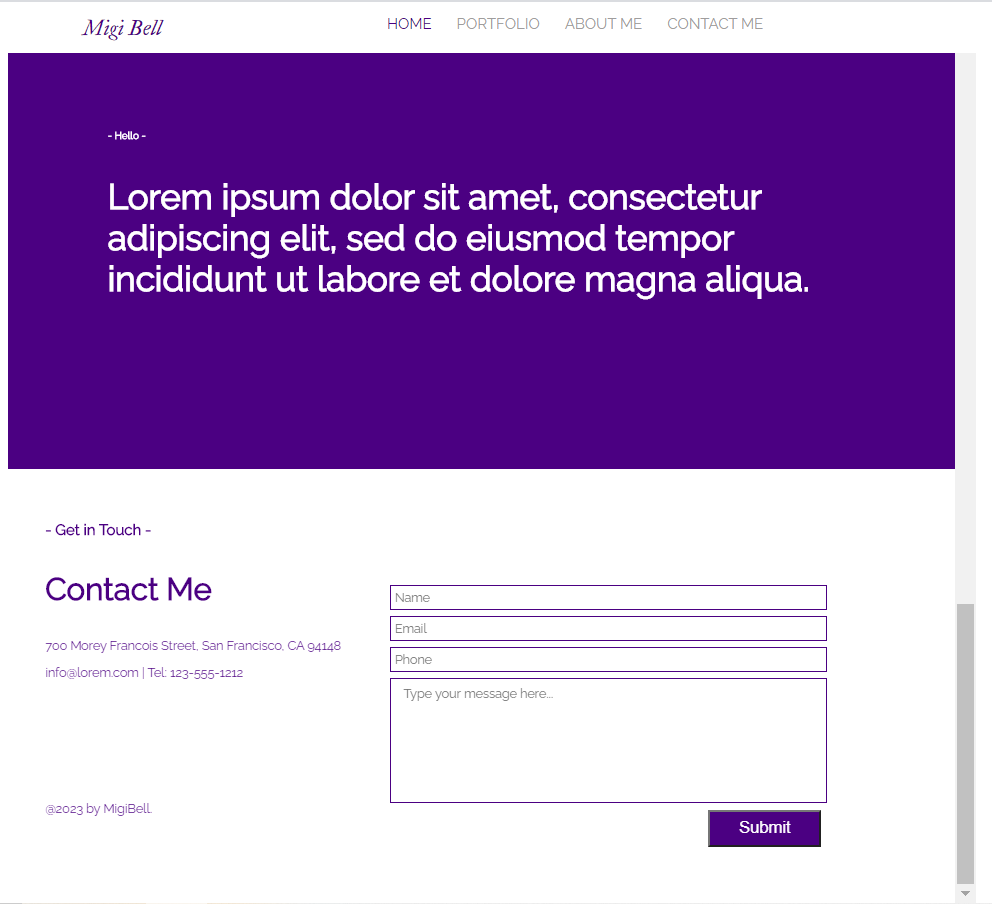 Migi Bell
HOME PORTFOLIO ABOUT ME CONTACT ME
- Hello -
Lorem ipsum dolor sit amet, consectetur
adipiscing elit, sed do eiusmod tempor
incididunt ut labore et dolore magna aliqua.
- Get in Touch -
Contact Me
700 Morey Francois Street, San Francisco, CA 94148
info@lorem.com | Tel: 123-555-1212
@2023 by MigiBell.
Name
Email
Phone
Type your message here...
Submit